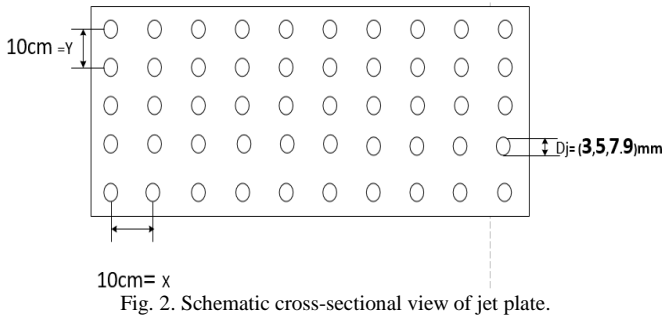 10cm =Y
Dj= (3,5,7.9)mm
10cm= x
Fig. 2. Schematic cross-sectional view of jet plate.